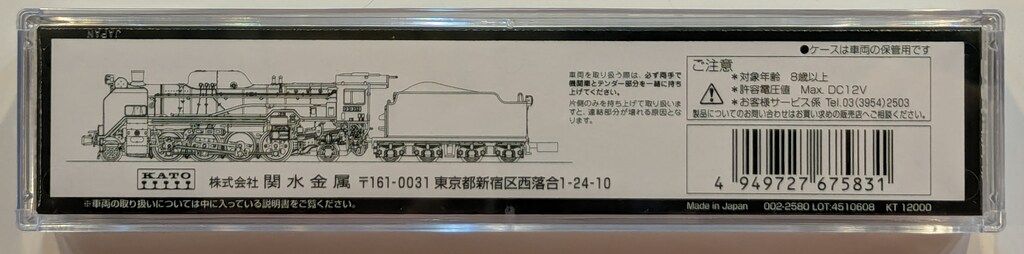 JAPAN
●ケースは車両の保管用です
車両を取り扱う際は、必ず両手で
機関車とテンダー部分を一緒に持ち
上げてください。
片側のみを持ち上げて取り扱いま
すと、連結部分が壊れる原因とな
ります。
ご注意
＊対象年齢 8歳以上
＊許容電圧値 Max. DC12V
＊お客様サービス係 Tel.03(3954)2503
製品についてのお問い合わせはお買い求めの販売店へご相談ください。
KATO
株式会社 関水金属 〒161-0031 東京都新宿区西落合1-24-10
4 949727 675831
※車両の取り扱いについては中に入っている説明書をご覧ください。
Made in Japan 002-2580 LOT:4510608 KT 12000